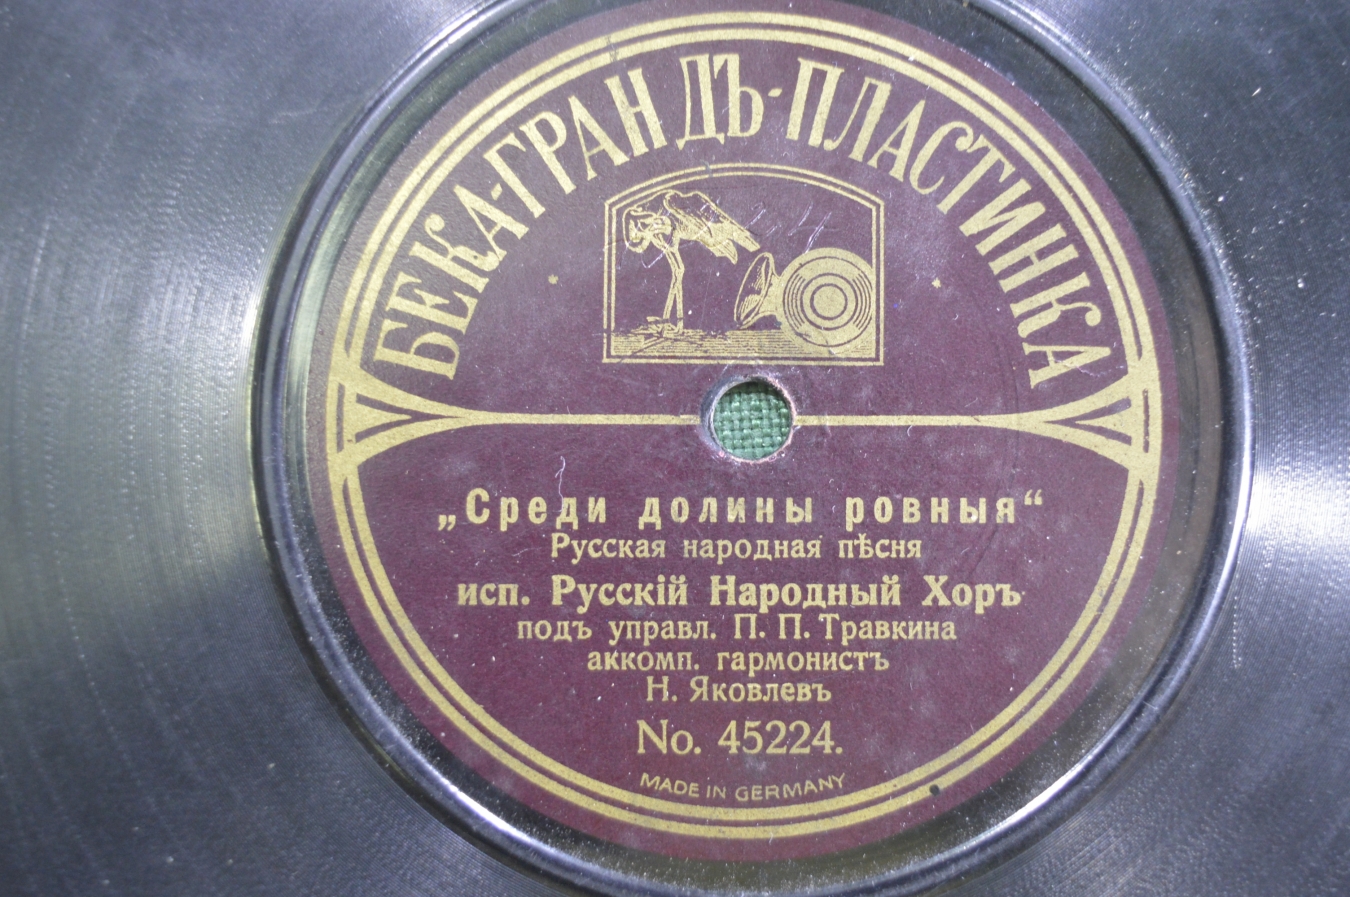 БЕКА-ГРАНДЪ-ПЛАСТИНКА
„Среди долины ровныя“
Русская народная пѣсня
исп. Русскій Народный Хоръ
подъ управл. П. П. Травкина
аккомп. гармонистъ
Н. Яковлевъ
No. 45224.
MADE IN GERMANY